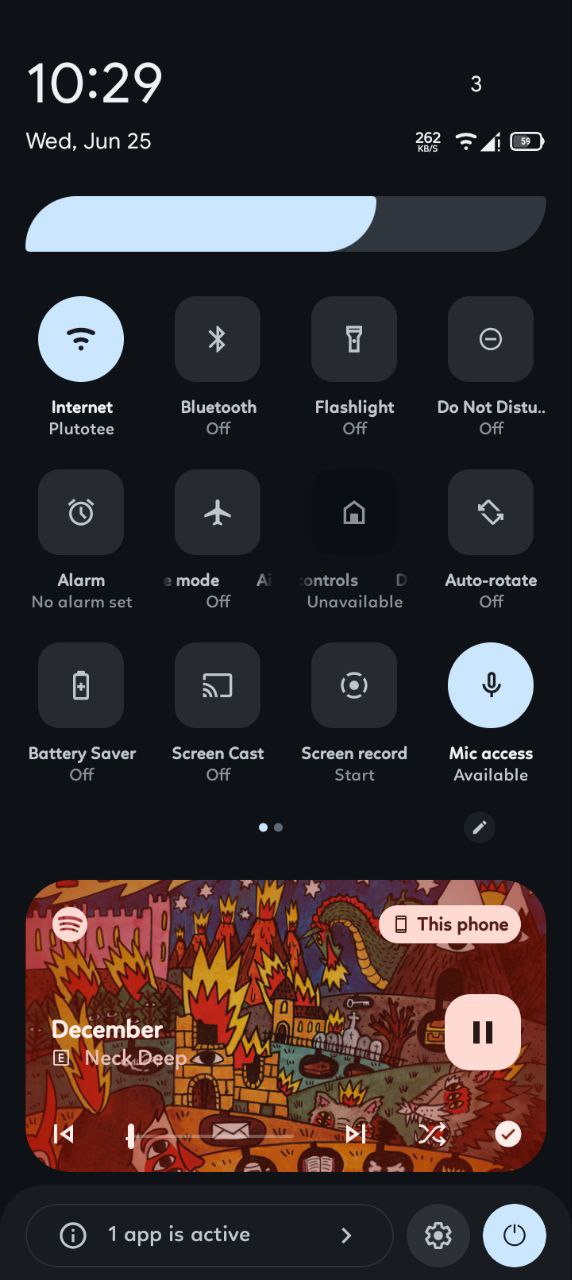 10:29
3
Wed, Jun 25
262
KB/S
59
Internet
Plutotee
Bluetooth
Off
Flashlight
Off
Do Not Distu..
Off
Alarm
No alarm set
e mode Ai
Off
ontrols D
Unavailable
Auto-rotate
Off
Battery Saver
Off
Screen Cast
Off
Screen record
Start
Mic access
Available
This phone
December
E Neck Deep
1 app is active